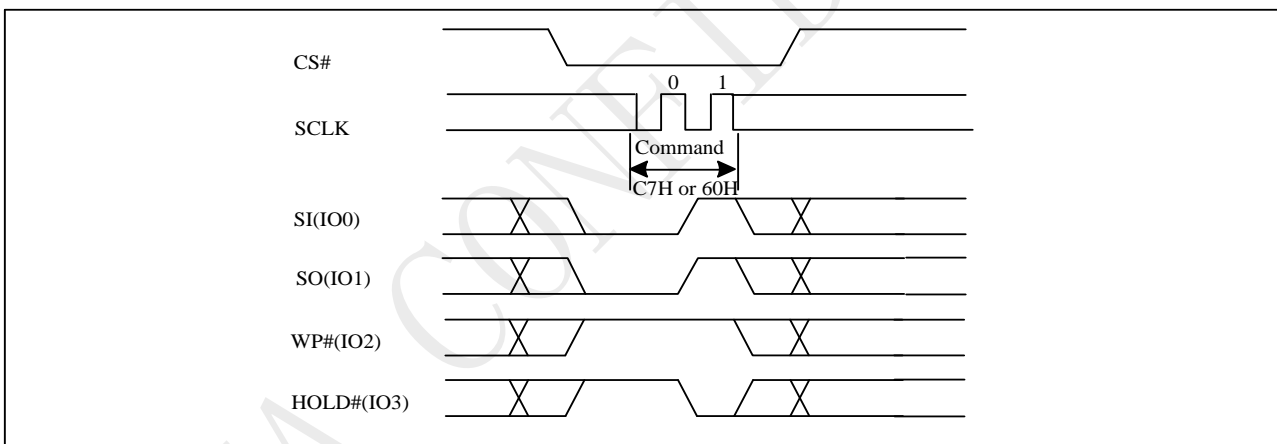 CS#
0 1
SCLK
Command
C7H or 60H
SI(IO0)
SO(IO1)
WP#(IO2)
HOLD#(IO3)